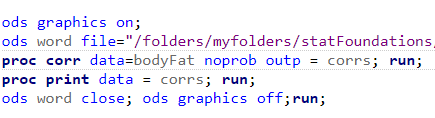 ods graphics on;
ods word file="/folders/myfolders/statFoundations,
proc corr data=bodyFat noprob outp = corrs; run;
proc print data = corrs; run;
ods word close; ods graphics off;run;